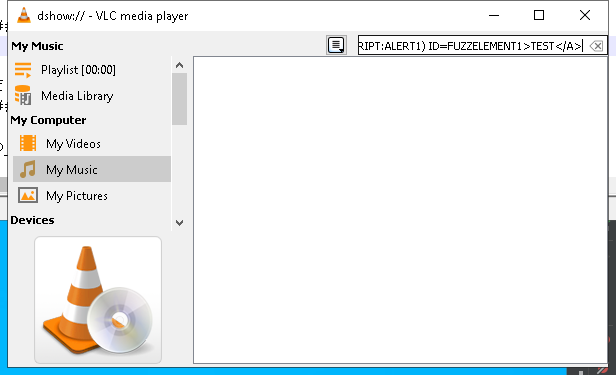 dshow:// - VLC media player
My Music
RIPT:ALERT1) ID=FUZZELEMENT1>TEST</A>
Playlist [00:00]
Media Library
My Computer
My Videos
My Music
My Pictures
Devices